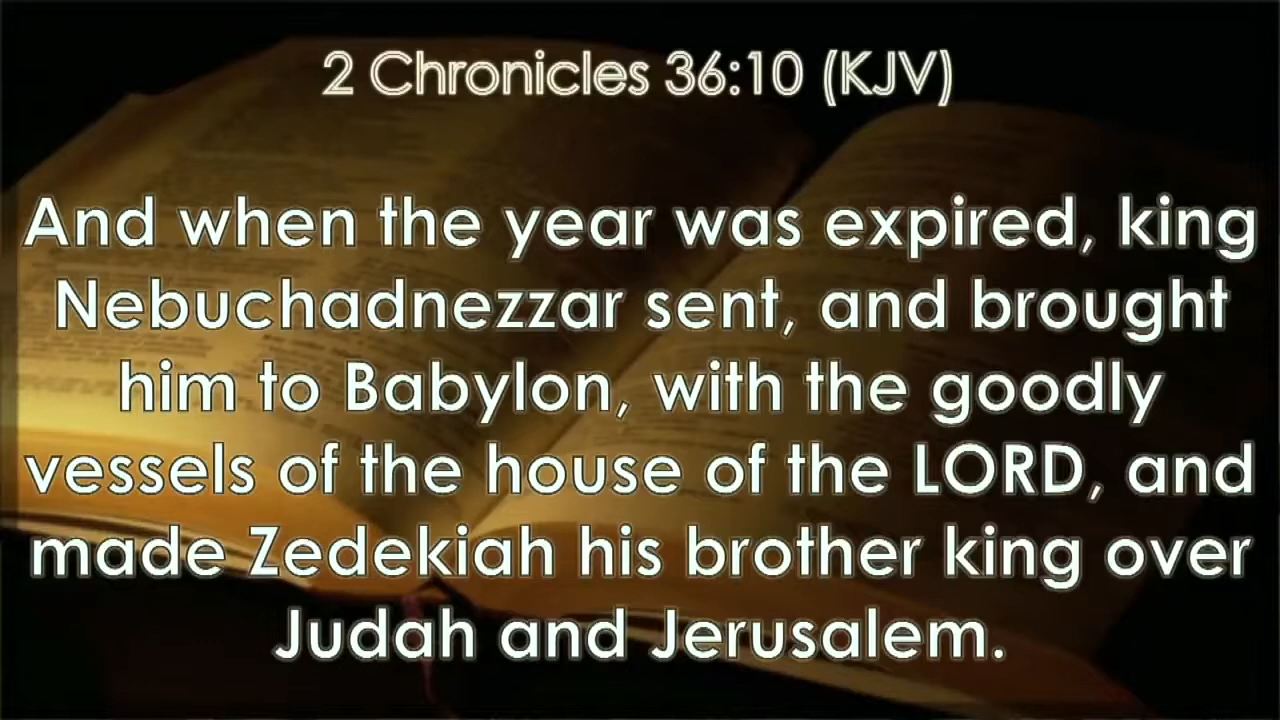 2 Chronicles 36:10 (KJV)
And when the year was expired, king
Nebuchadnezzar sent, and brought
him to Babylon, with the goodly
vessels of the house of the LORD, and
made Zedekiah his brother king over
Judah and Jerusalem.